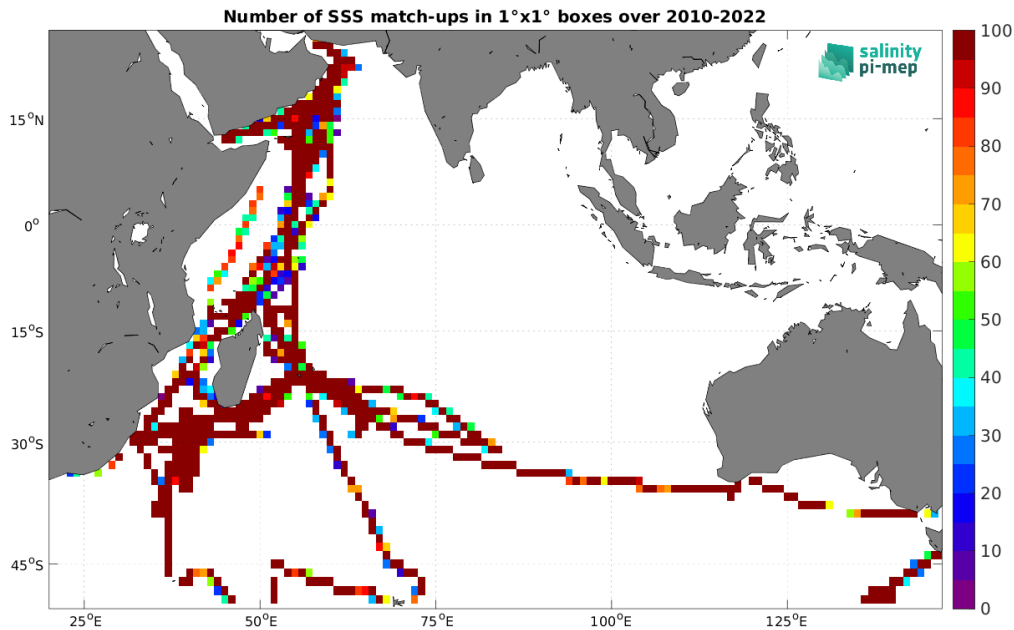 Number of SSS match-ups in 1°x1° boxes over 2010-2022
salinity
pi-mep
15°N
0°
15°S
30°S
45°S
25°E
50°E
75°E
100°E
125°E
100
90
80
70
60
50
40
30
20
10
0